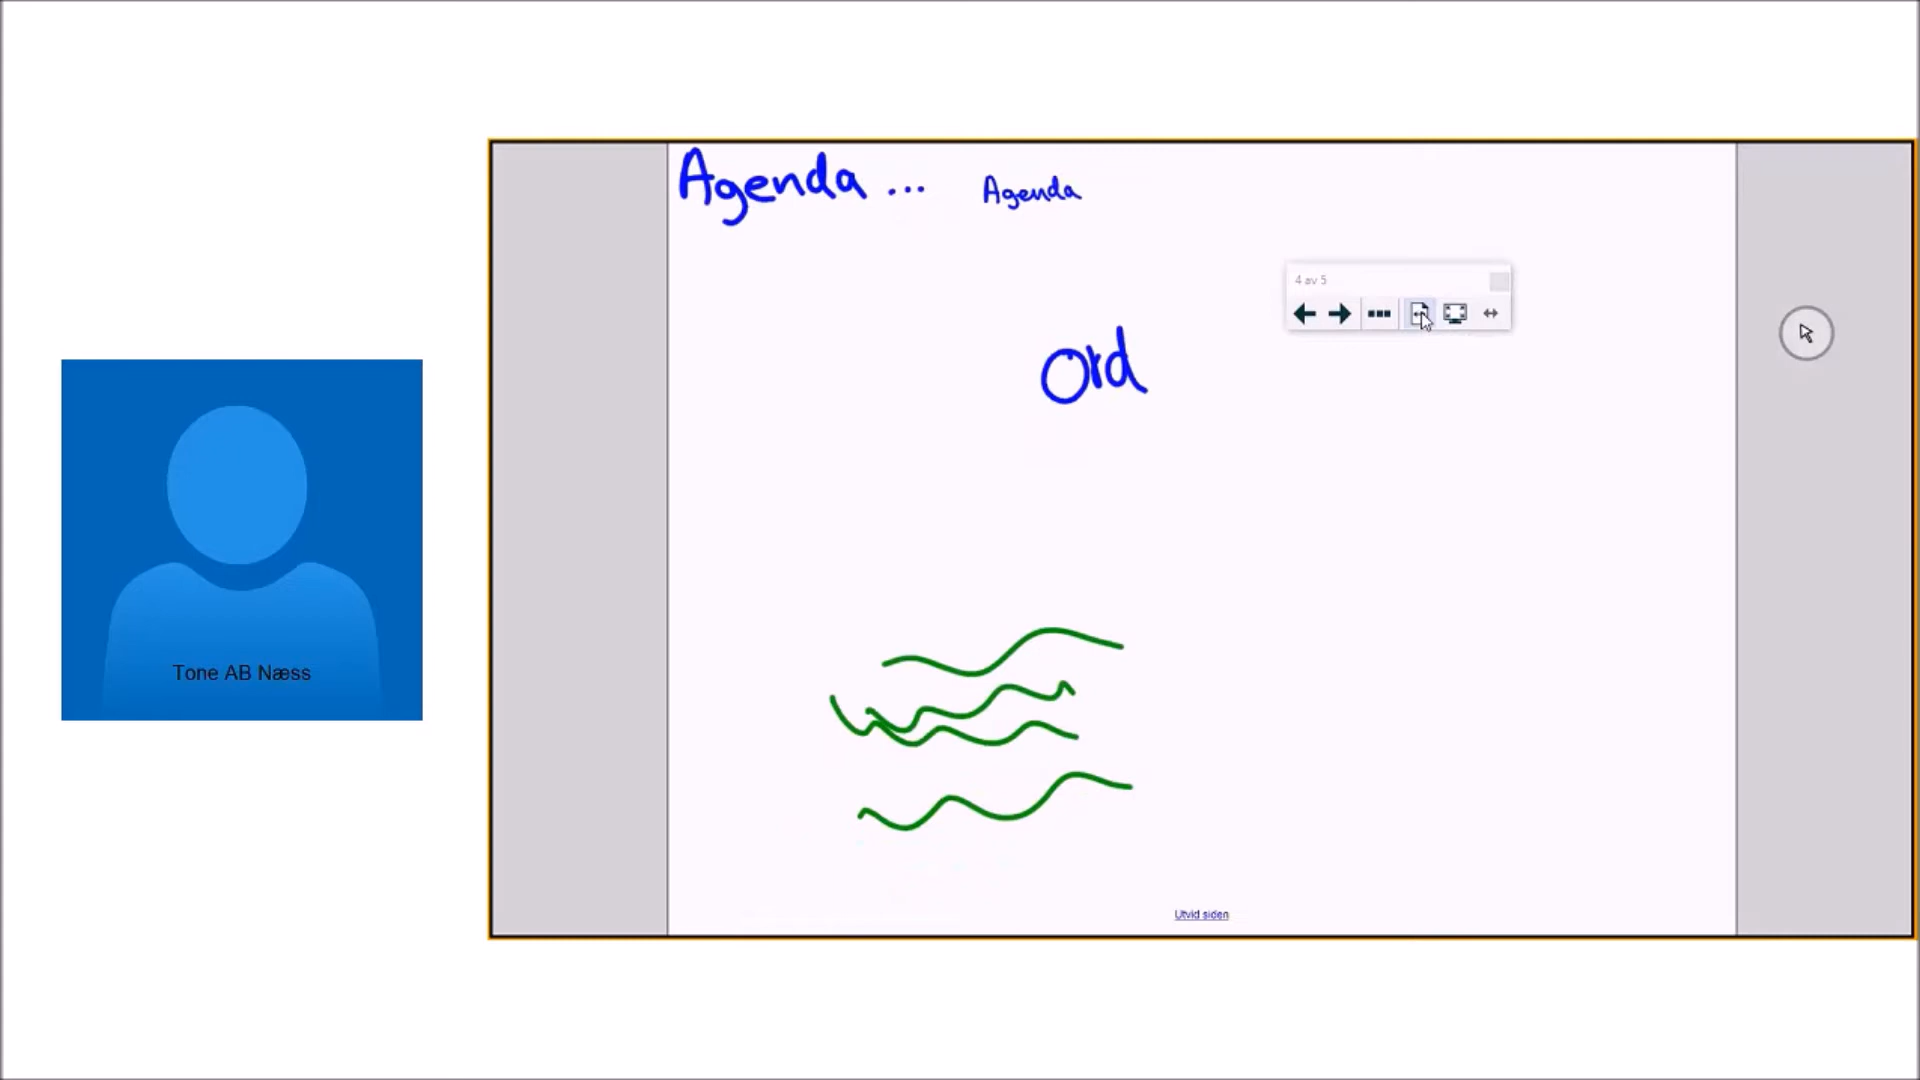 Agenda ... Agenda
4 av 5
Ord
Tone AB Næss
Utvid siden